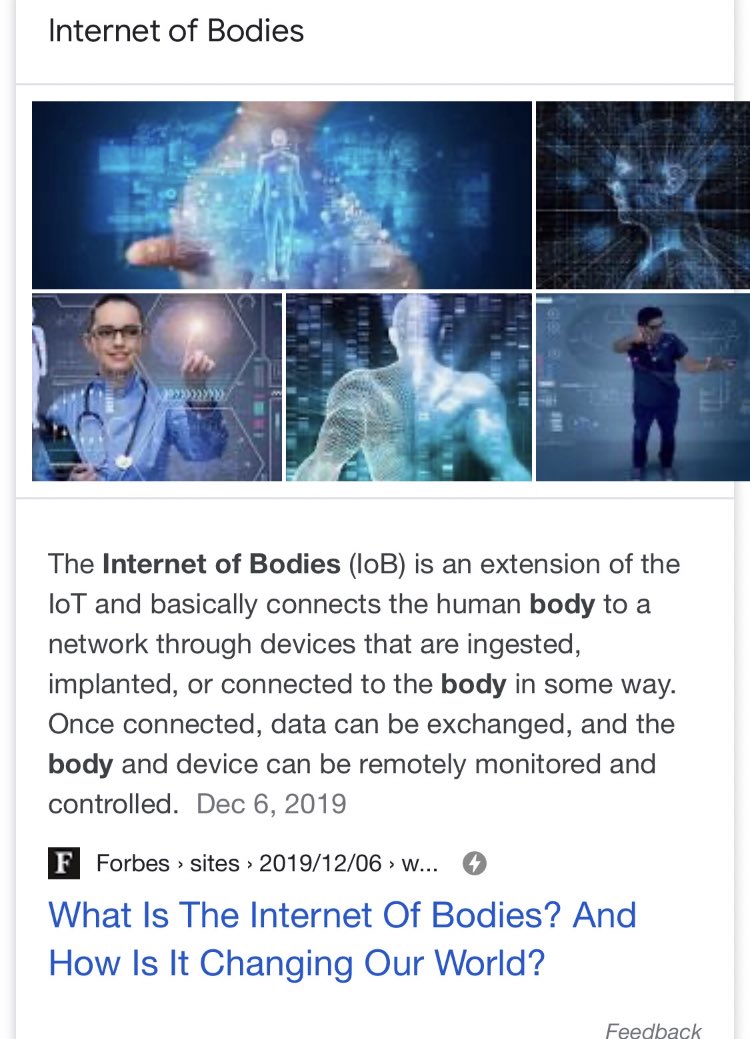 Internet of Bodies
The Internet of Bodies (IoB) is an extension of the
IoT and basically connects the human body to a
network through devices that are ingested,
implanted, or connected to the body in some way.
Once connected, data can be exchanged, and the
body and device can be remotely monitored and
controlled. Dec 6, 2019
F Forbes › sites › 2019/12/06 › w...
What Is The Internet Of Bodies? And
How Is It Changing Our World?
Feedback